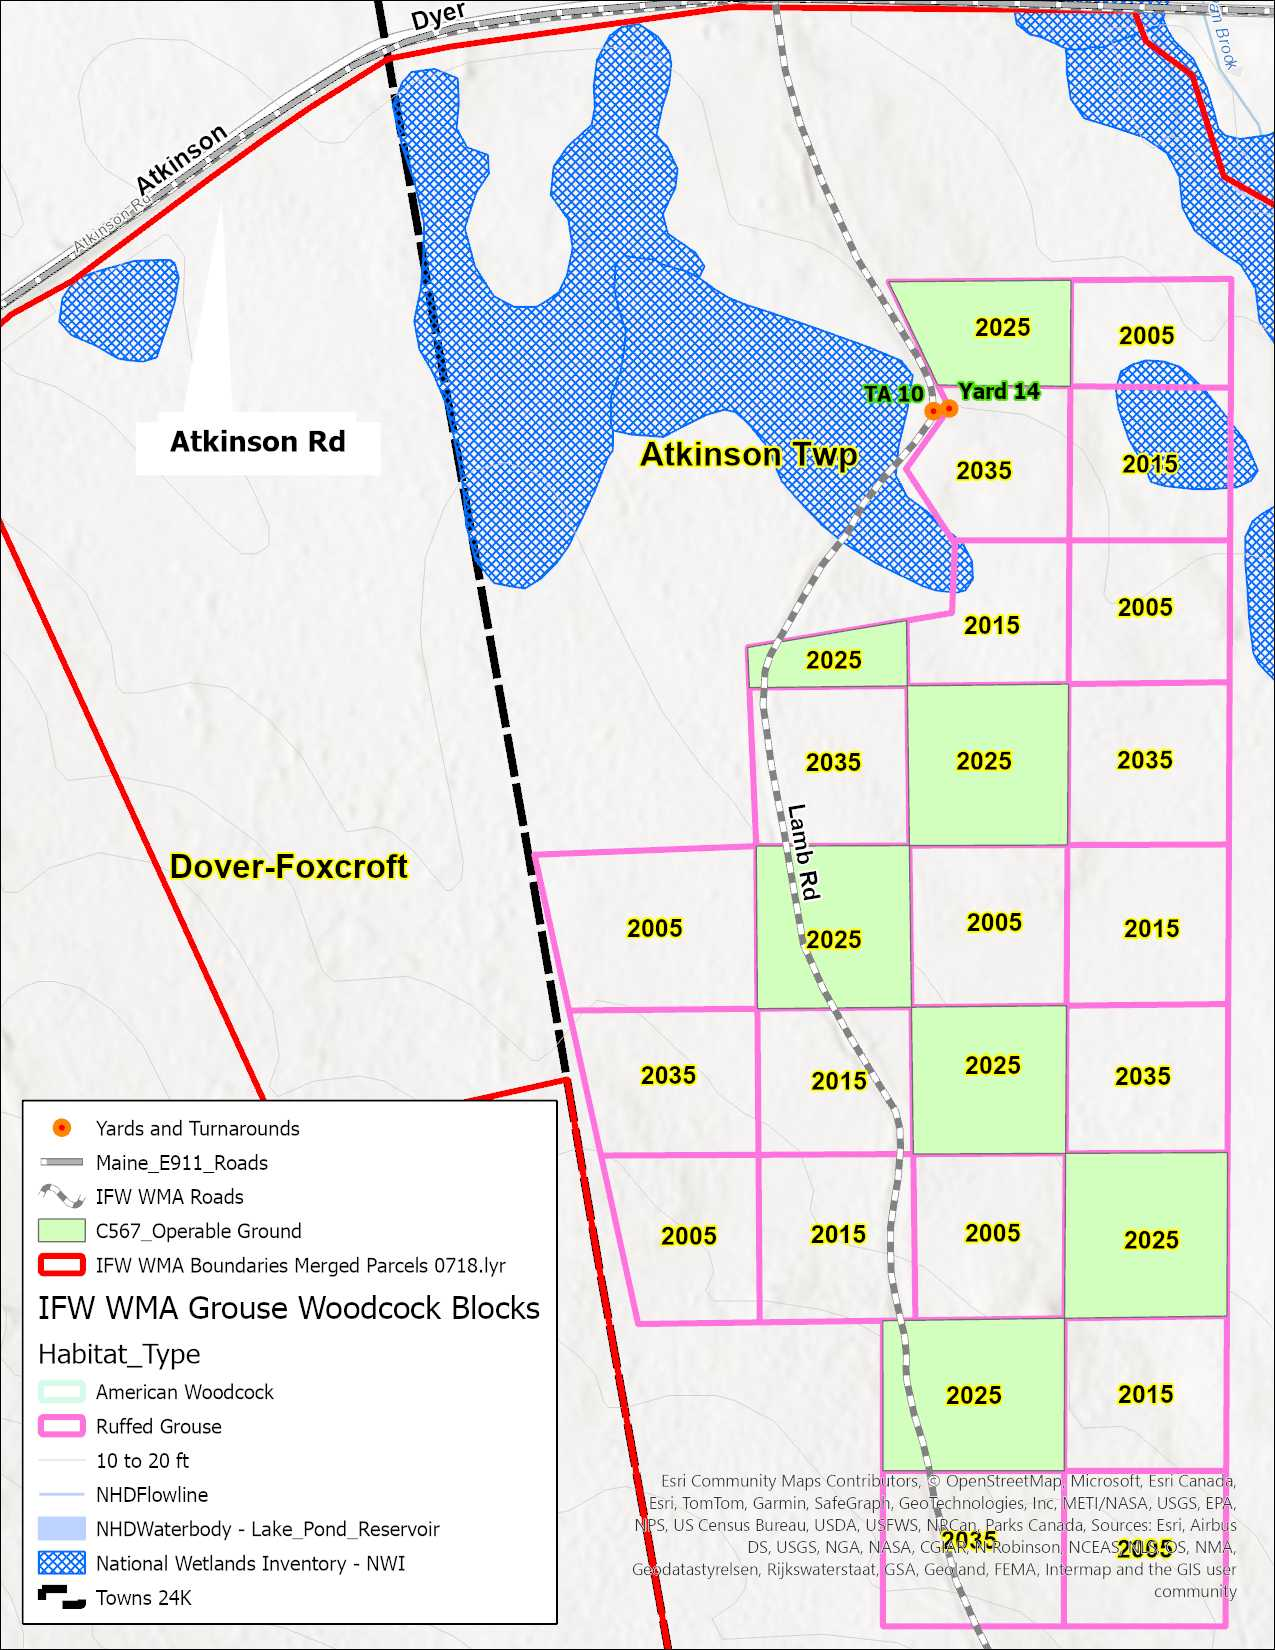 Dyer
am Brook
Atkinson
Atkinson Rd
2025
2005
TA 10
Yard 14
Atkinson Rd
Atkinson Twp
2035
2015
2015
2005
2025
2035
2025
2035
Lamb Rd
Dover-Foxcroft
2005
2025
2005
2015
2035
2015
2025
2035
2005
2015
2005
2025
2025
2015
2035
Yards and Turnarounds
Maine_E911_Roads
IFW WMA Roads
C567_Operable Ground
IFW WMA Boundaries Merged Parcels 0718.lyr
IFW WMA Grouse Woodcock Blocks
Habitat_Type
American Woodcock
Ruffed Grouse
10 to 20 ft
NHDFlowline
NHDWaterbody - Lake_Pond_Reservoir
National Wetlands Inventory - NWI
Towns 24K
Esri Community Maps Contributors, © OpenStreetMap, Microsoft, Esri Canada,
Esri, TomTom, Garmin, SafeGraph, GeoTechnologies, Inc, METI/NASA, USGS, EPA,
NPS, US Census Bureau, USDA, USFWS, NRCan, Parks Canada, Sources: Esri, Airbus
DS, USGS, NGA, NASA, CGIAR, N Robinson, NCEAS, NLS, OS, NMA,
Geodatastyrelsen, Rijkswaterstaat, GSA, Geoland, FEMA, Intermap and the GIS user
community